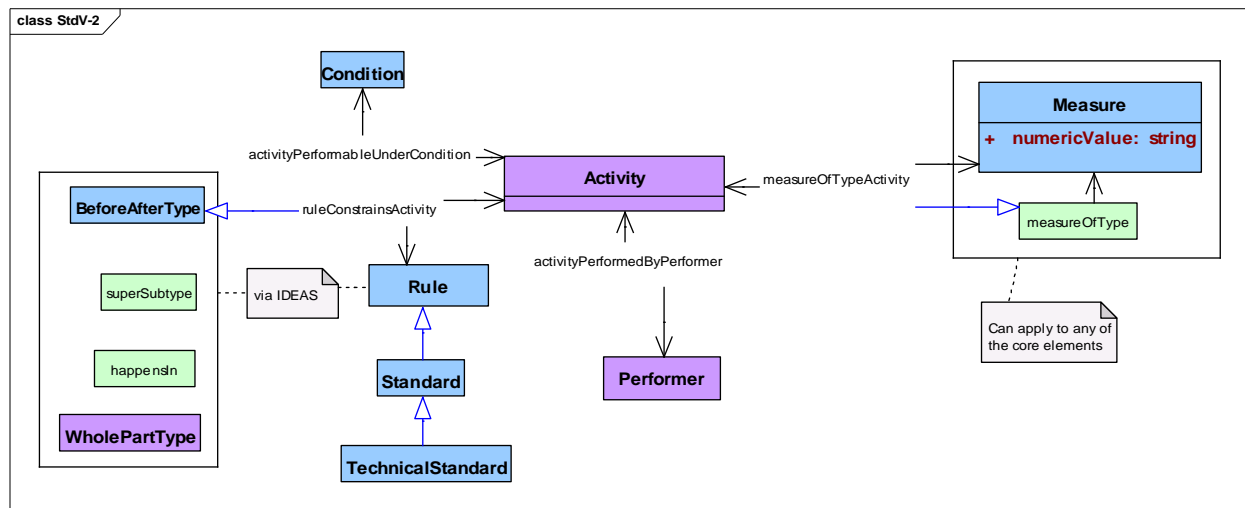 class StdV-2
Condition
Measure
+ numericValue: string
activityPerformableUnderCondition
Activity
measureOfTypeActivity
BeforeAfterType
ruleConstrainsActivity
measureOfType
activityPerformedByPerformer
superSubtype
via IDEAS
Rule
Can apply to any of
the core elements
happensIn
Standard
Performer
WholePartType
TechnicalStandard